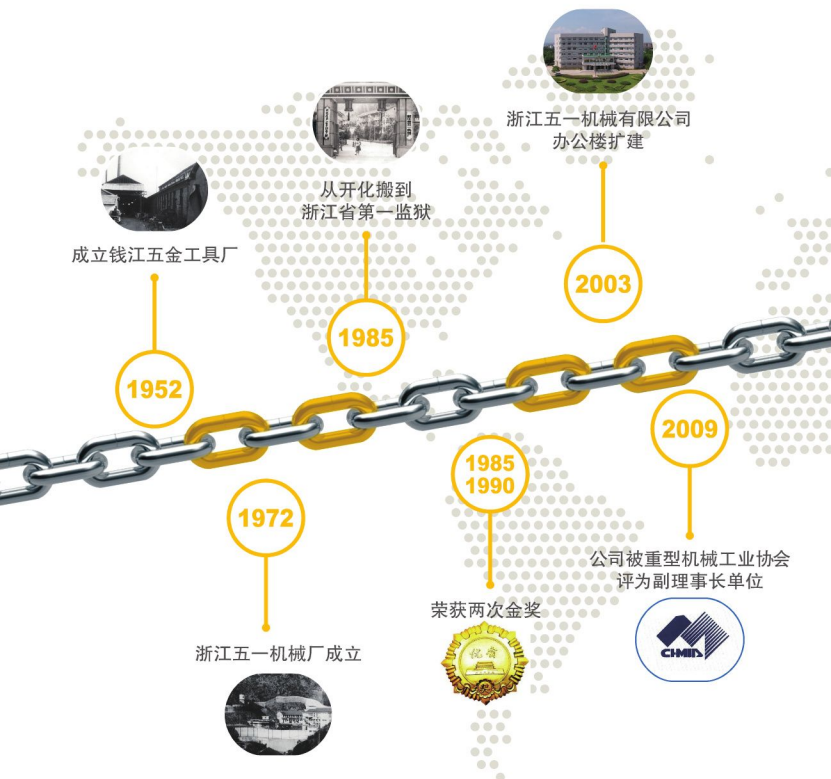 浙江五一机械有限公司
办公楼扩建
2003
从开化搬到
浙江省第一监狱
1985
成立钱江五金工具厂
1952
1972
浙江五一机械厂成立
1985
1990
荣获两次金奖
2009
公司被重型机械工业协会
评为副理事长单位
CHMIA